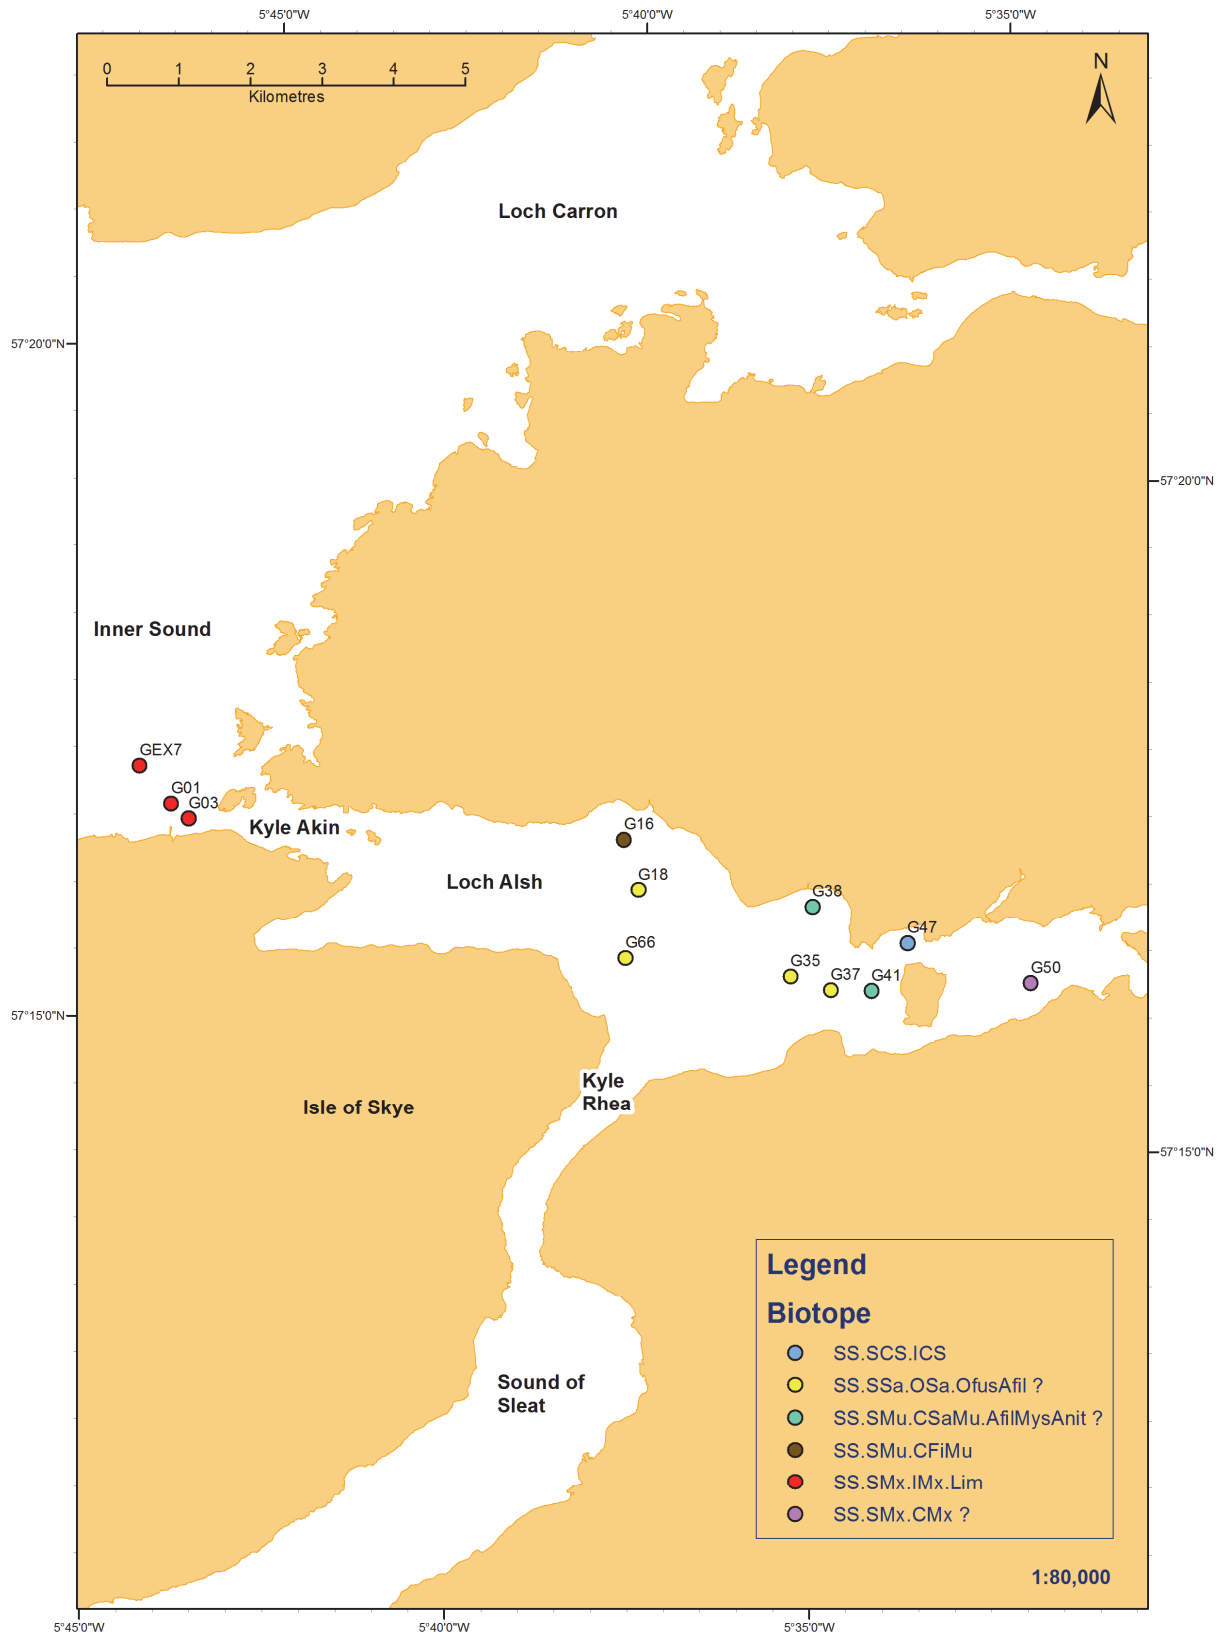 5°45'0"W
5°40'0"W
5°35'0"W
0 1 2 3 4 5
Kilometres
N
Loch Carron
57°20'0"N
57°20'0"N
Inner Sound
GEX7
G01
G03
Kyle Akin
G16
Loch Alsh
G18
G38
G47
G66
G35
G37
G41
G50
57°15'0"N
Kyle
Rhea
Isle of Skye
57°15'0"N
Legend
Biotope
SS.SCS.ICS
SS.SSa.OSa.OfusAfil ?
SS.SMu.CSaMu.AfilMysAnit ?
SS.SMu.CFiMu
SS.SMx.IMx.Lim
SS.SMx.CMx ?
Sound of
Sleat
1:80,000
5°45'0"W
5°40'0"W
5°35'0"W